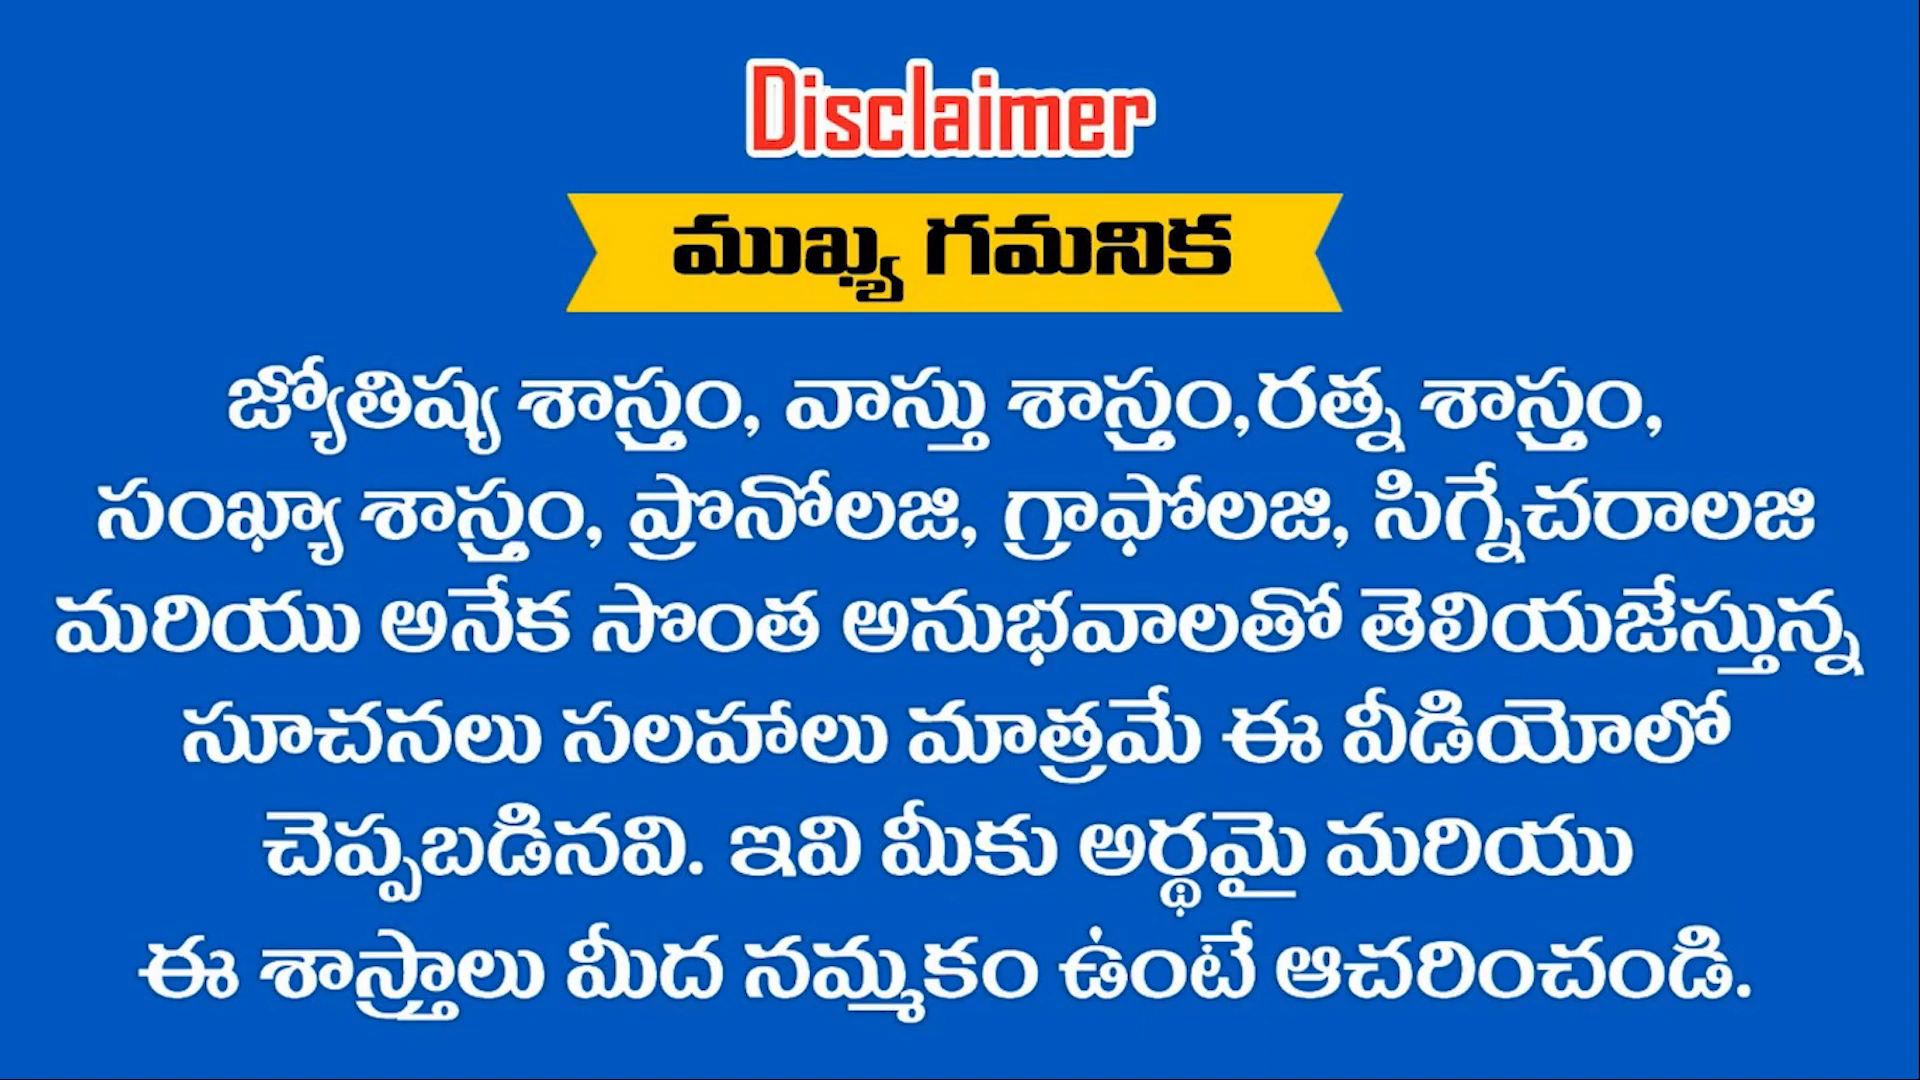 Disclaimer
ముఖ్య గమనిక
జ్యోతిష్య శాస్త్రం, వాస్తు శాస్త్రం,రత్న శాస్త్రం,
సంఖ్యా శాస్త్రం, ప్రొనోలజి, గ్రాఫోలజి, సిగ్నేచరాలజి
మరియు అనేక సొంత అనుభవాలతో తెలియజేస్తున్న
సూచనలు సలహాలు మాత్రమే ఈ వీడియోలో
చెప్పబడినవి. ఇవి మీకు అర్థమై మరియు
ఈ శాస్త్రాలు మీద నమ్మకం ఉంటే ఆచరించండి.